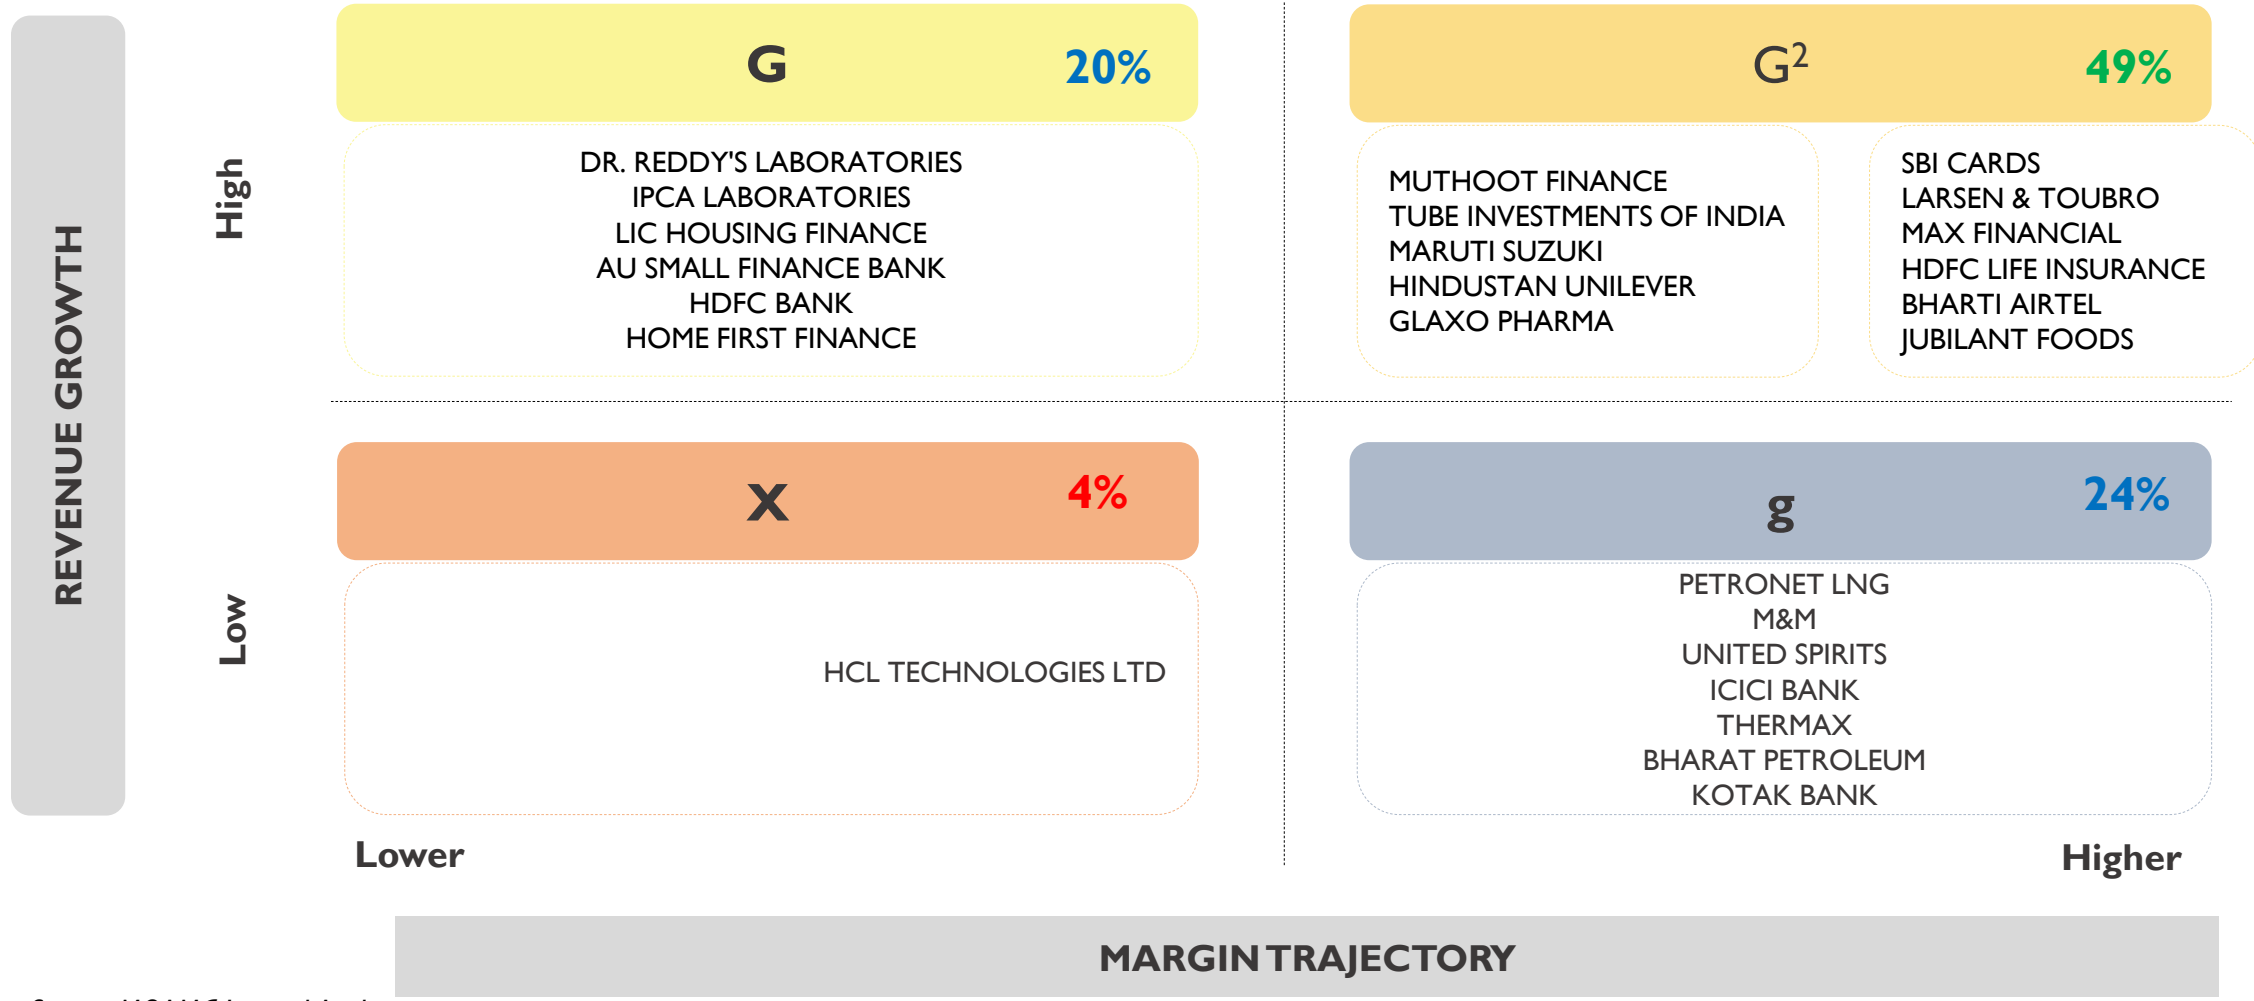 REVENUE GROWTH
High
G 20%
DR. REDDY'S LABORATORIES
IPCA LABORATORIES
LIC HOUSING FINANCE
AU SMALL FINANCE BANK
HDFC BANK
HOME FIRST FINANCE
G² 49%
MUTHOOT FINANCE
TUBE INVESTMENTS OF INDIA
MARUTI SUZUKI
HINDUSTAN UNILEVER
GLAXO PHARMA
SBI CARDS
LARSEN & TOUBRO
MAX FINANCIAL
HDFC LIFE INSURANCE
BHARTI AIRTEL
JUBILANT FOODS
Low
X 4%
HCL TECHNOLOGIES LTD
g 24%
PETRONET LNG
M&M
UNITED SPIRITS
ICICI BANK
THERMAX
BHARAT PETROLEUM
KOTAK BANK
Lower
Higher
MARGIN TRAJECTORY